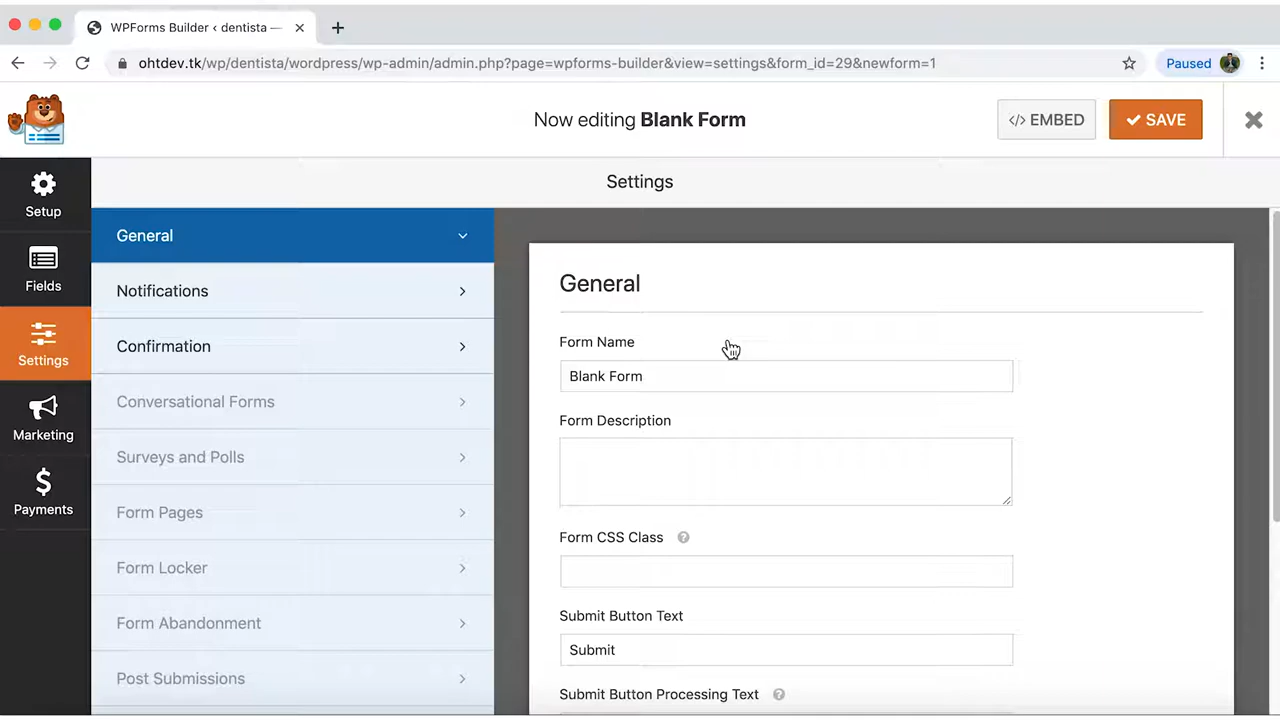 WPForms Builder ‹ dentista —
ohtdev.tk/wp/dentista/wordpress/wp-admin/admin.php?page=wpforms-builder&view=settings&form_id=29&newform=1
Paused
Now editing Blank Form
</> EMBED
SAVE
Settings
Setup
Fields
Settings
Marketing
Payments
General
Notifications
Confirmation
Conversational Forms
Surveys and Polls
Form Pages
Form Locker
Form Abandonment
Post Submissions
General
Form Name
Blank Form
Form Description
Form CSS Class ?
Submit Button Text
Submit
Submit Button Processing Text ?